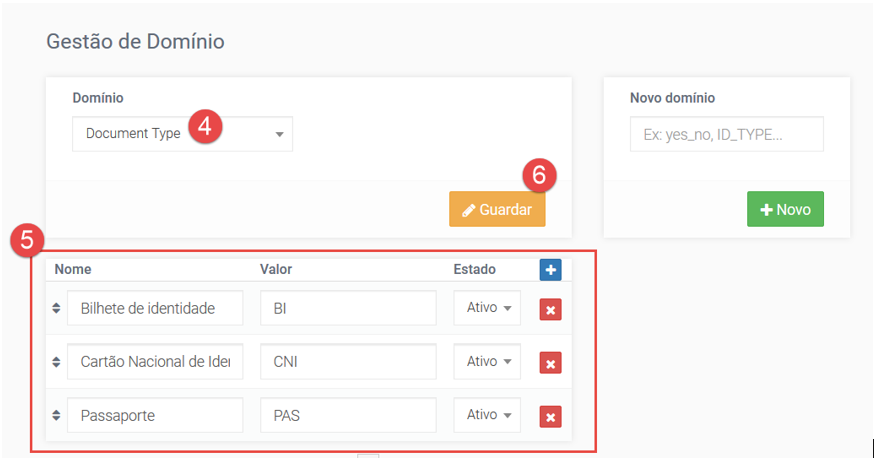 Gestão de Domínio
Domínio
Novo domínio
Document Type
4
Ex: yes_no, ID_TYPE...
6
Guardar
Novo
5
Nome Valor Estado
Bilhete de identidade BI Ativo
Cartão Nacional de Iden CNI Ativo
Passaporte PAS Ativo